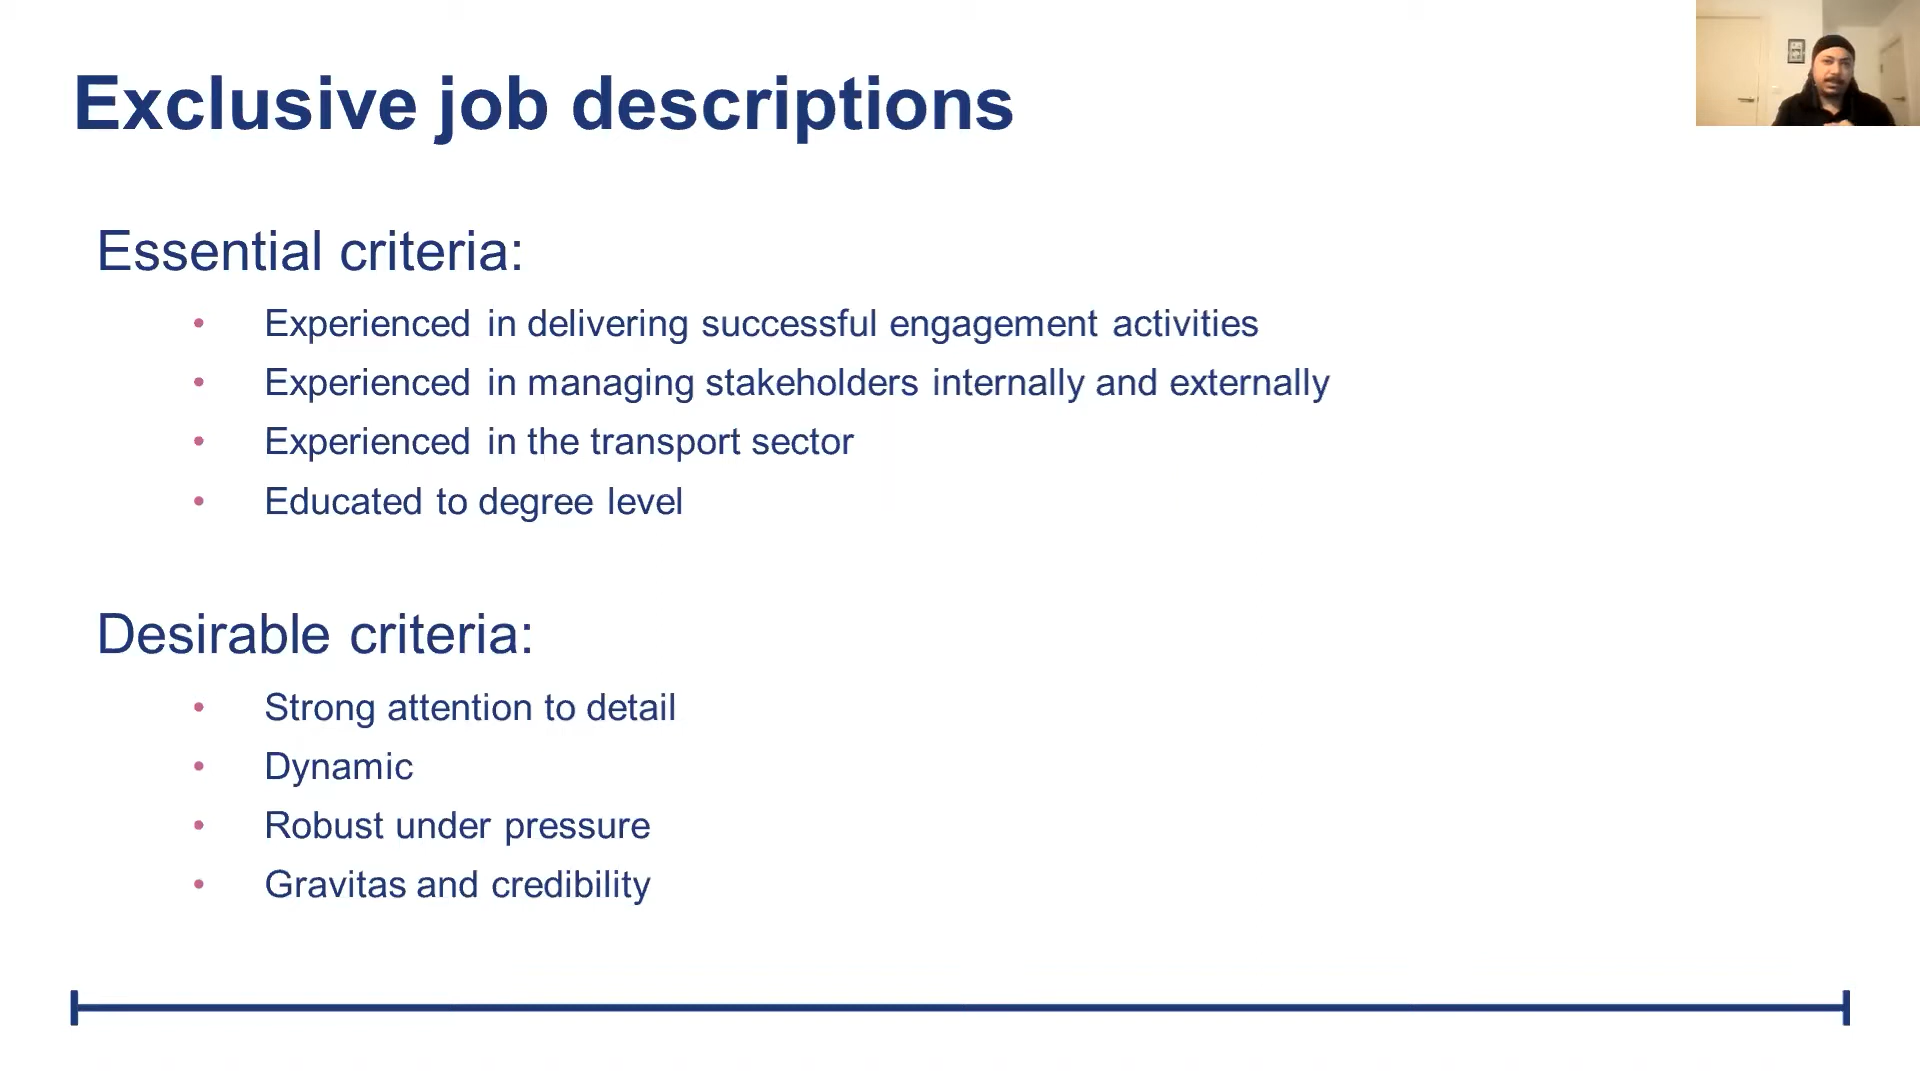 Exclusive job descriptions
Essential criteria:
• Experienced in delivering successful engagement activities
• Experienced in managing stakeholders internally and externally
• Experienced in the transport sector
• Educated to degree level
Desirable criteria:
• Strong attention to detail
• Dynamic
• Robust under pressure
• Gravitas and credibility